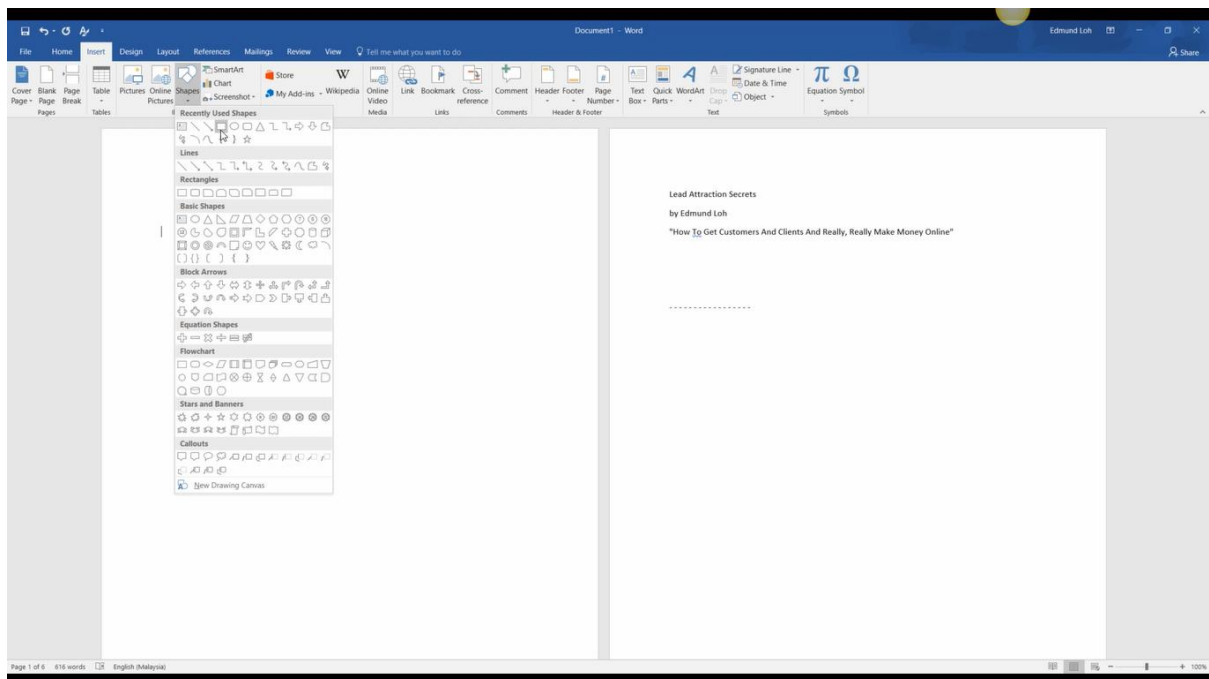 Document1 - Word
Edmund Loh
File Home Insert Design Layout References Mailings Review View Tell me what you want to do
Share
Cover Page
Blank Page
Page Break
Table
Pictures
Online Pictures
Shapes
SmartArt
Chart
Screenshot
Store
My Add-ins
Wikipedia
Online Video
Link
Bookmark
Cross-reference
Comment
Header
Footer
Page Number
Text Box
Quick Parts
WordArt
Drop Cap
Signature Line
Date & Time
Object
Equation
Symbol
Pages
Tables
Media
Links
Comments
Header & Footer
Text
Symbols
Recently Used Shapes
Lines
Rectangles
Basic Shapes
Block Arrows
Equation Shapes
Flowchart
Stars and Banners
Callouts
New Drawing Canvas
Lead Attraction Secrets
by Edmund Loh
"How To Get Customers And Clients And Really, Really Make Money Online"
- - - - - - - - - - - - - - - - -
Page 1 of 6 616 words English (Malaysia)
100%